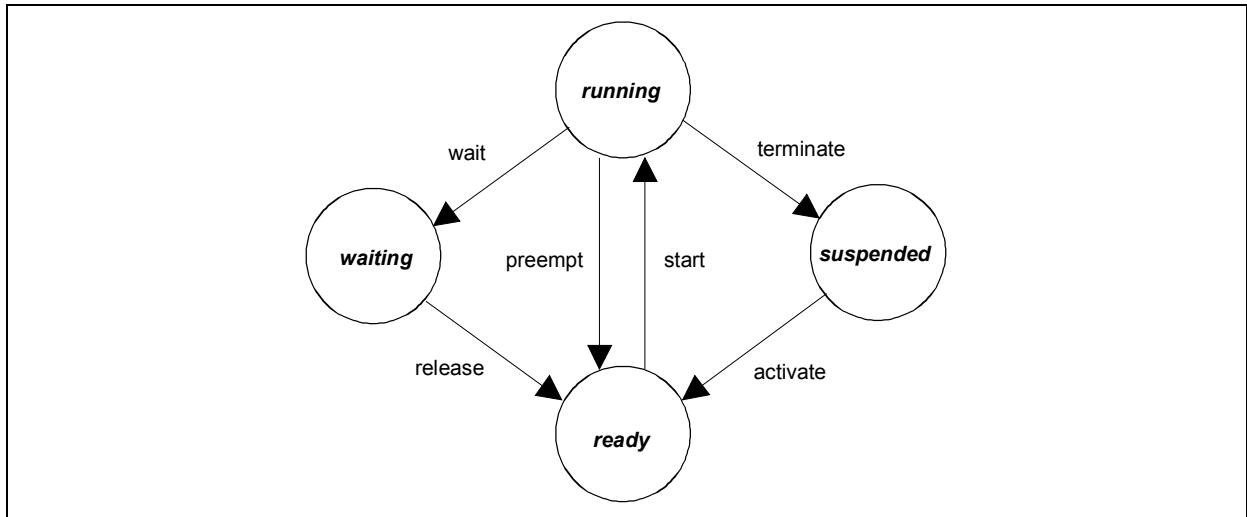 running
wait
terminate
waiting
preempt
start
suspended
release
activate
ready